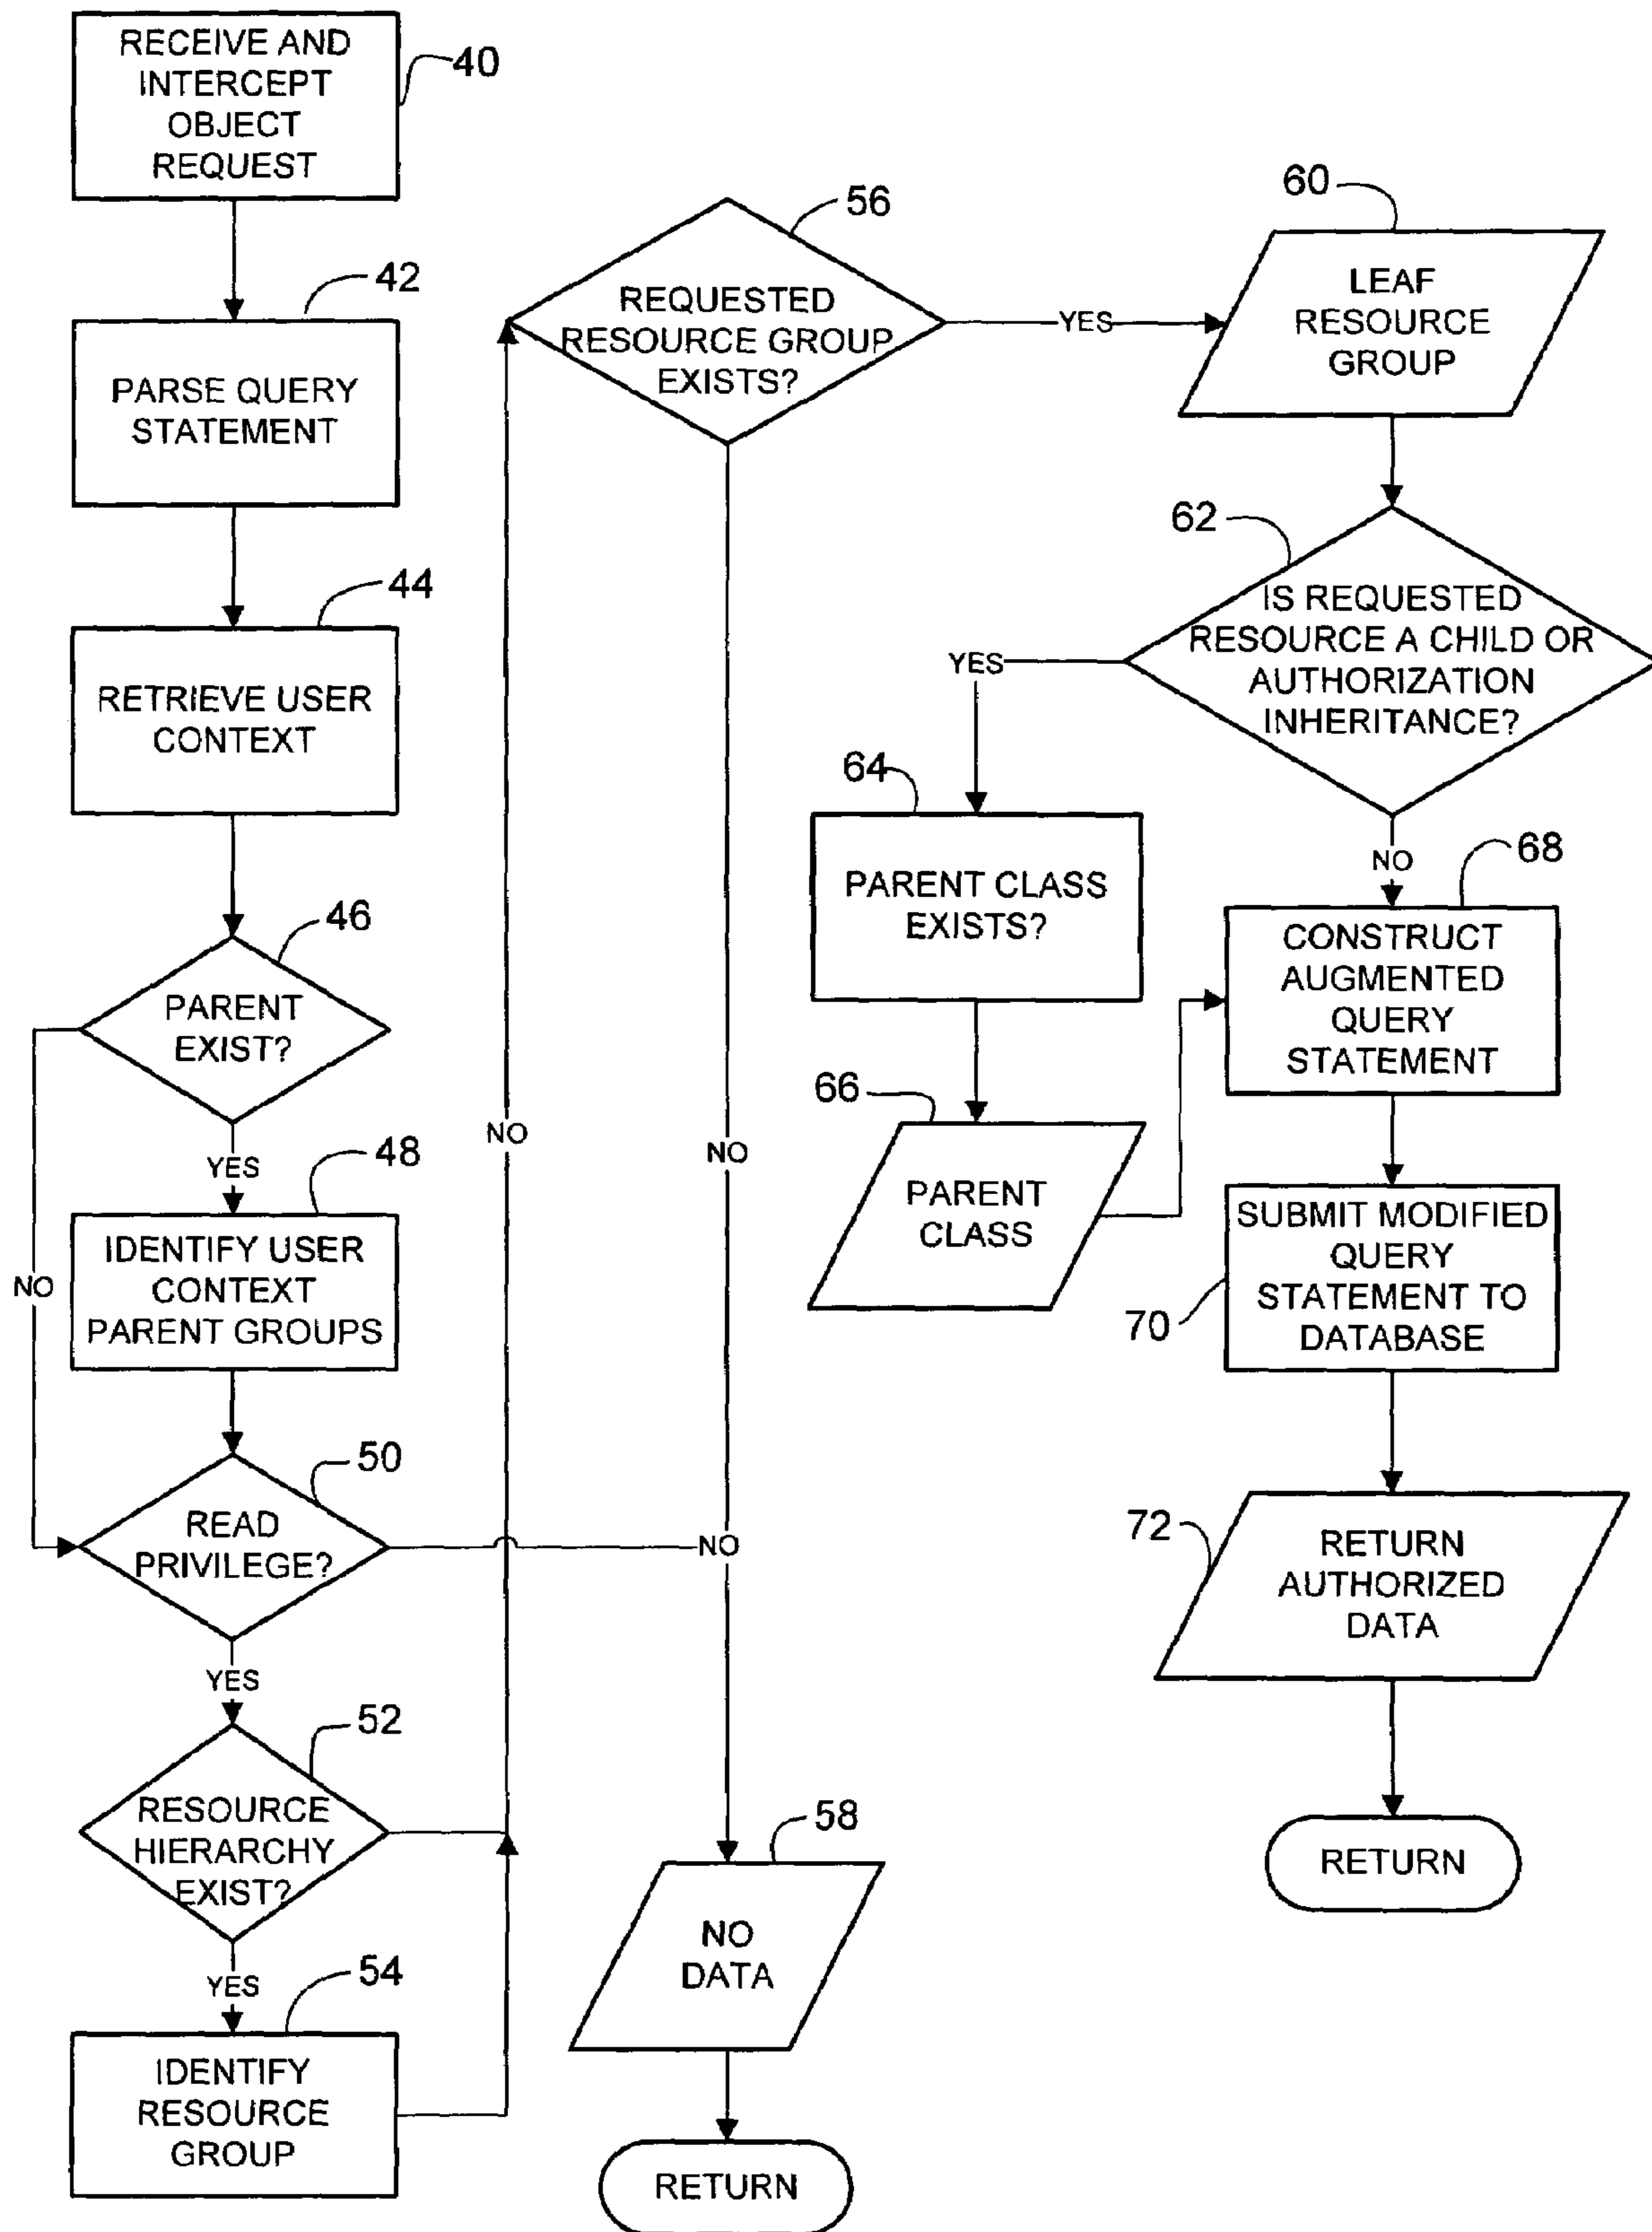 RECEIVE AND
INTERCEPT
OBJECT
REQUEST
40
42
PARSE QUERY
STATEMENT
44
RETRIEVE USER
CONTEXT
46
PARENT
EXIST?
YES
NO
48
IDENTIFY USER
CONTEXT
PARENT GROUPS
50
READ
PRIVILEGE?
NO
YES
52
RESOURCE
HIERARCHY
EXIST?
NO
YES
54
IDENTIFY
RESOURCE
GROUP
56
REQUESTED
RESOURCE GROUP
EXISTS?
YES
NO
58
NO
DATA
RETURN
60
LEAF
RESOURCE
GROUP
62
IS REQUESTED
RESOURCE A CHILD OR
AUTHORIZATION
INHERITANCE?
YES
NO
64
PARENT CLASS
EXISTS?
66
PARENT
CLASS
68
CONSTRUCT
AUGMENTED
QUERY
STATEMENT
70
SUBMIT MODIFIED
QUERY
STATEMENT TO
DATABASE
72
RETURN
AUTHORIZED
DATA
RETURN